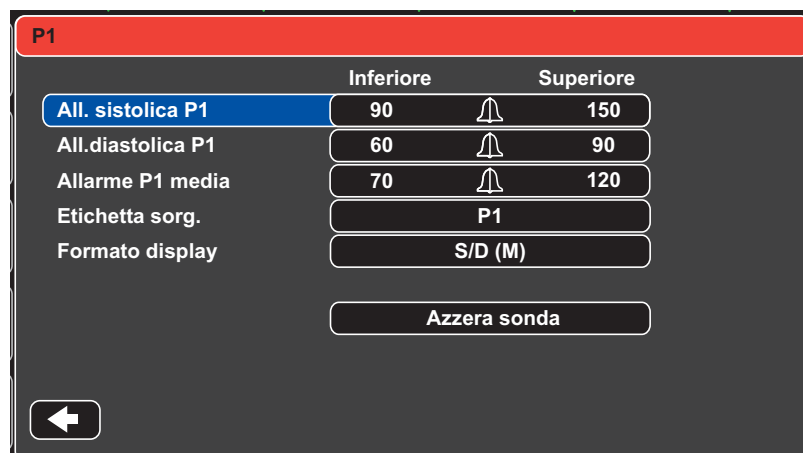 P1
Inferiore Superiore
All. sistolica P1 90 150
All.diastolica P1 60 90
Allarme P1 media 70 120
Etichetta sorg. P1
Formato display S/D (M)
Azzera sonda